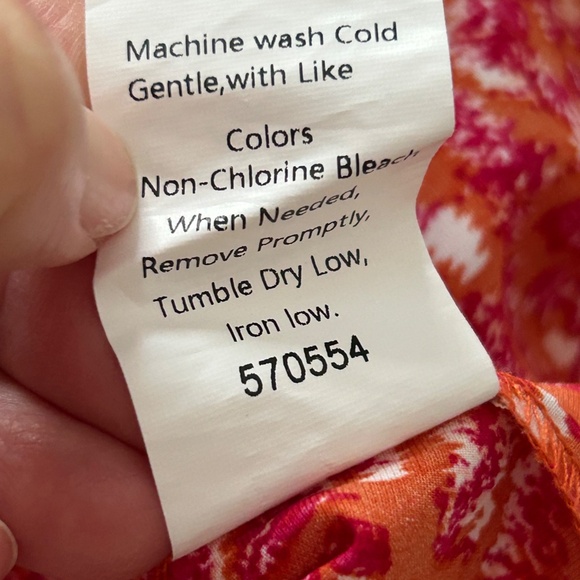 Machine wash Cold
Gentle,with Like
Colors
Non-Chlorine Bleach,
When Needed,
Remove Promptly,
Tumble Dry Low,
Iron low.
570554